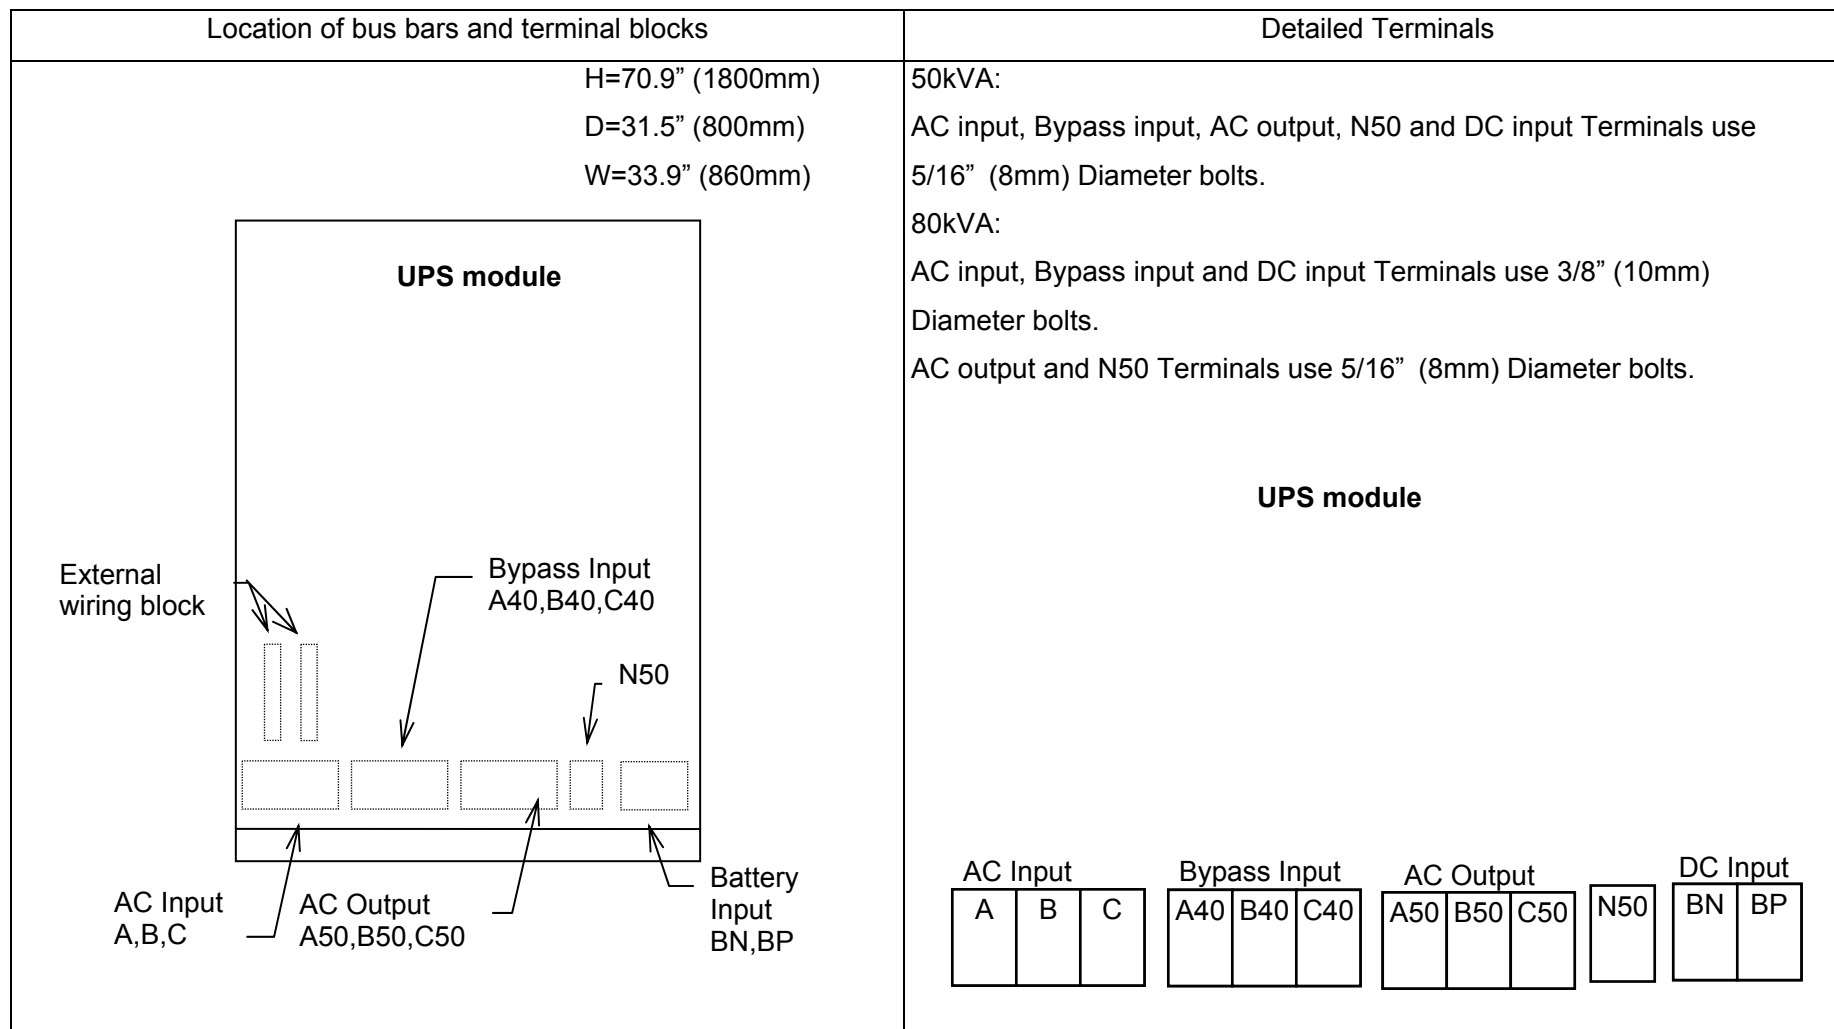 Location of bus bars and terminal blocks
Detailed Terminals
H=70.9” (1800mm)
D=31.5” (800mm)
W=33.9” (860mm)
UPS module
External
wiring block
Bypass Input
A40,B40,C40
N50
AC Input
A,B,C
AC Output
A50,B50,C50
Battery
Input
BN,BP
50kVA:
AC input, Bypass input, AC output, N50 and DC input Terminals use
5/16” (8mm) Diameter bolts.
80kVA:
AC input, Bypass input and DC input Terminals use 3/8” (10mm)
Diameter bolts.
AC output and N50 Terminals use 5/16” (8mm) Diameter bolts.
UPS module
AC Input
A B C
Bypass Input
A40 B40 C40
AC Output
A50 B50 C50
N50
DC Input
BN BP